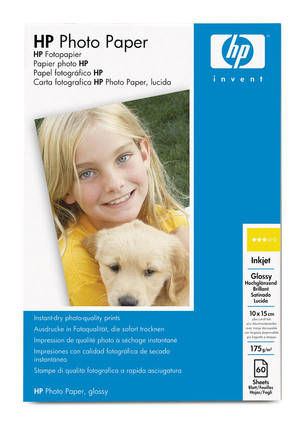 HP Photo Paper
HP Fotopapier
Papier photo HP
Papel fotográfico HP
Carta fotografica HP Photo Paper, lucida
hp
invent
Inkjet
Glossy
Hochglänzend
Brillant
Satinado
Lucida
10 x 15 cm
175 g/m²
60
Sheets
Blatt/Feuilles
Hojas/Fogli
Instant-dry photo-quality prints
Ausdrucke in Fotoqualität, die sofort trocknen
Impression de qualité photo a sechage instantané
Impresiones con calidad fotográfica de secado
instantáneo
Stampe di qualita fotografica a rapida asciugatura
HP Photo Paper, glossy